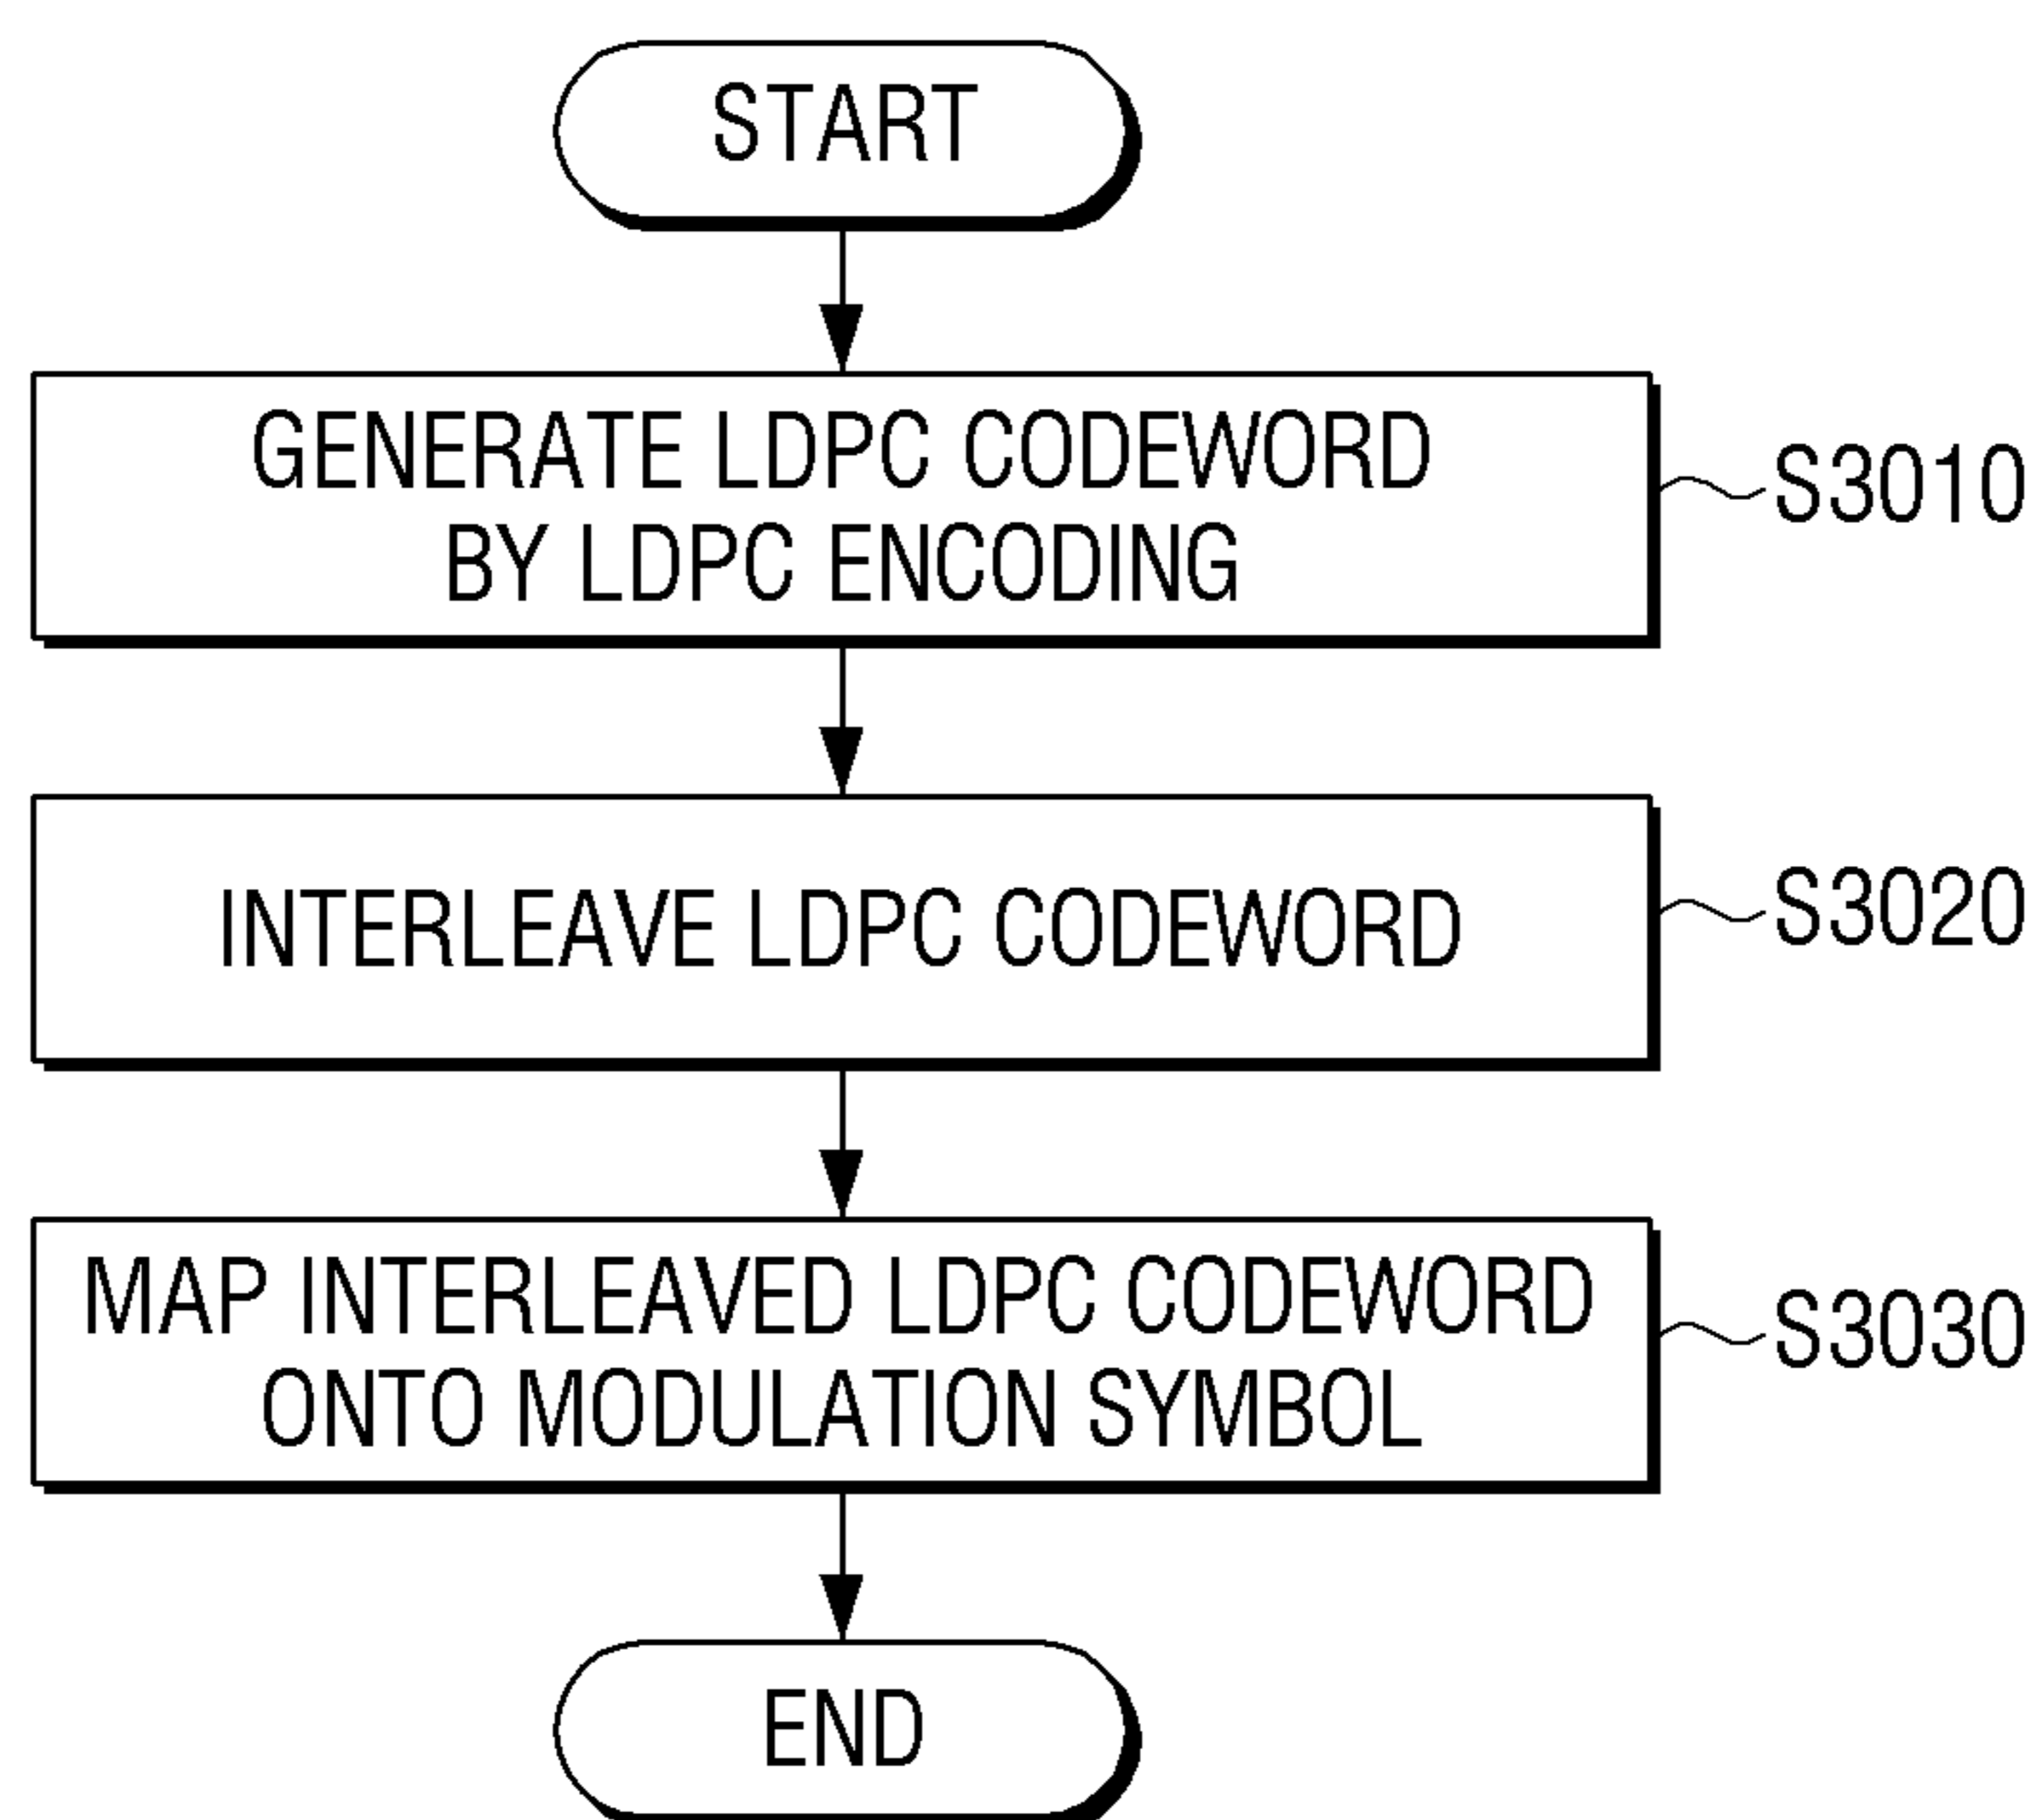 START
GENERATE LDPC CODEWORD
BY LDPC ENCODING
S3010
INTERLEAVE LDPC CODEWORD
S3020
MAP INTERLEAVED LDPC CODEWORD
ONTO MODULATION SYMBOL
S3030
END